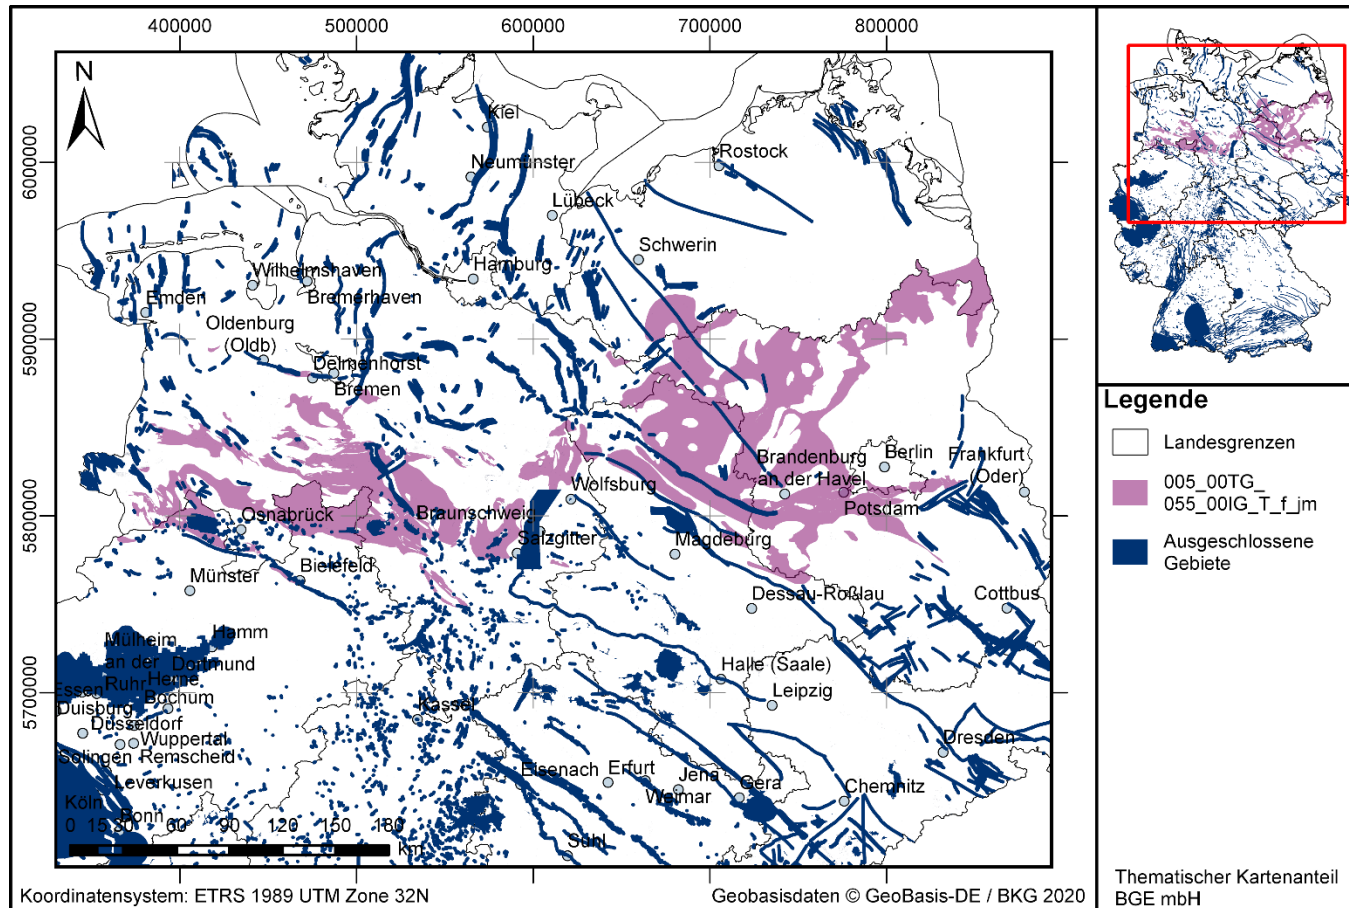 400000 500000 600000 700000 800000
N
Kiel
Neumünster
Rostock
6000000
Lübeck
Schwerin
Hamburg
Wilhelmshaven
Bremerhaven
Emden
Oldenburg
(Oldb)
5900000
Delmenhorst
Bremen
Berlin
Frankfurt
(Oder)
Brandenburg
an der Havel
Wolfsburg
Potsdam
Braunschweig
Osnabrück
5800000
Salzgitter
Magdeburg
Bielefeld
Münster
Dessau-Roßlau
Cottbus
Hamm
Mülheim
an der
Ruhr
Dortmund
Herne
Halle (Saale)
Essen
Bochum
Leipzig
5700000
Duisburg
Kassel
Düsseldorf
Wuppertal
Dresden
Solingen
Remscheid
Eisenach
Erfurt
Jena
Gera
Chemnitz
Leverkusen
Weimar
Köln
Bonn
Suhl
0 15 30 60 90 120 150 180
km
Koordinatensystem: ETRS 1989 UTM Zone 32N
Geobasisdaten © GeoBasis-DE / BKG 2020
Legende
Landesgrenzen
005_00TG_
055_00IG_T_f_jm
Ausgeschlossene
Gebiete
Thematischer Kartenanteil
BGE mbH